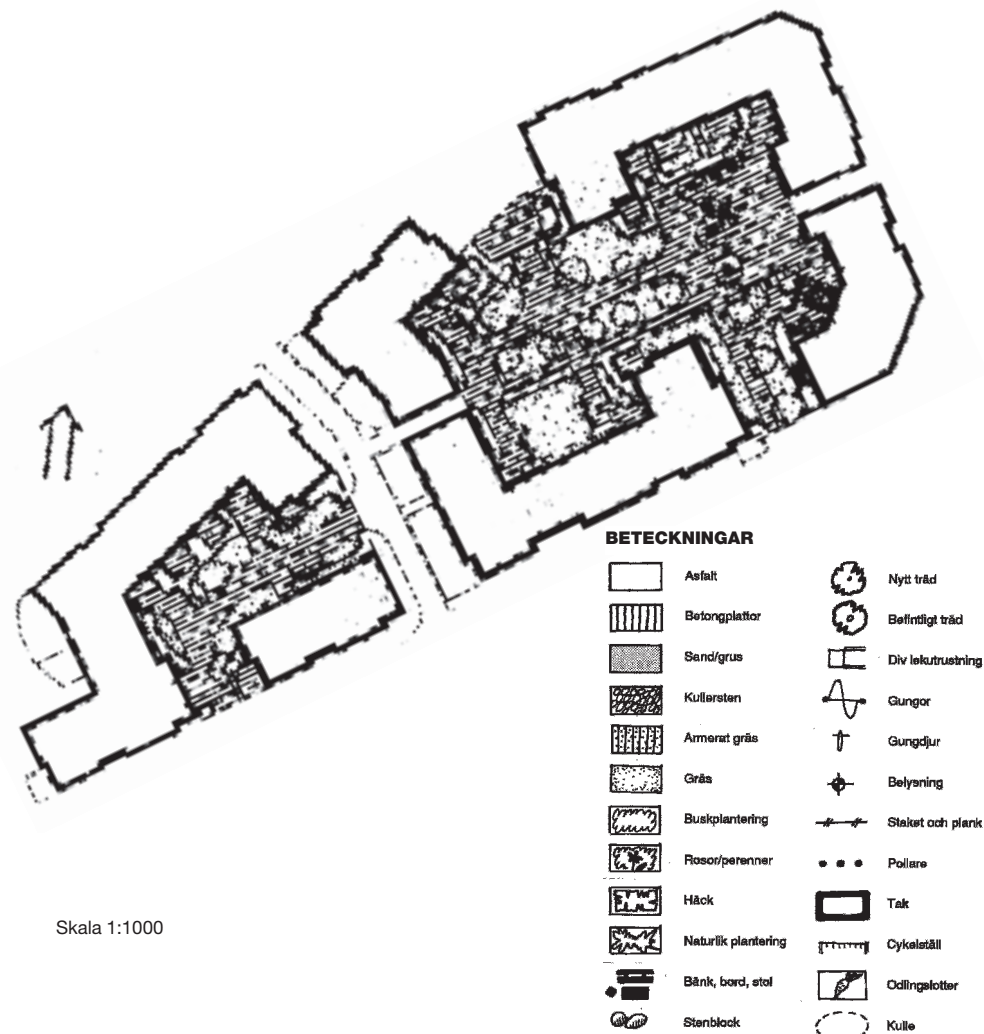 BETECKNINGAR
Asfalt
Betongplattor
Sand/grus
Kullersten
Armerat gräs
Gräs
Buskplantering
Rosor/perenner
Häck
Naturlik plantering
Bänk, bord, stol
Stenblock
Nytt träd
Befintligt träd
Div lekutrustning
Gungor
Gungdjur
Belysning
Staket och plank
Pollare
Tak
Cykelställ
Odlingslotter
Kulle
Skala 1:1000